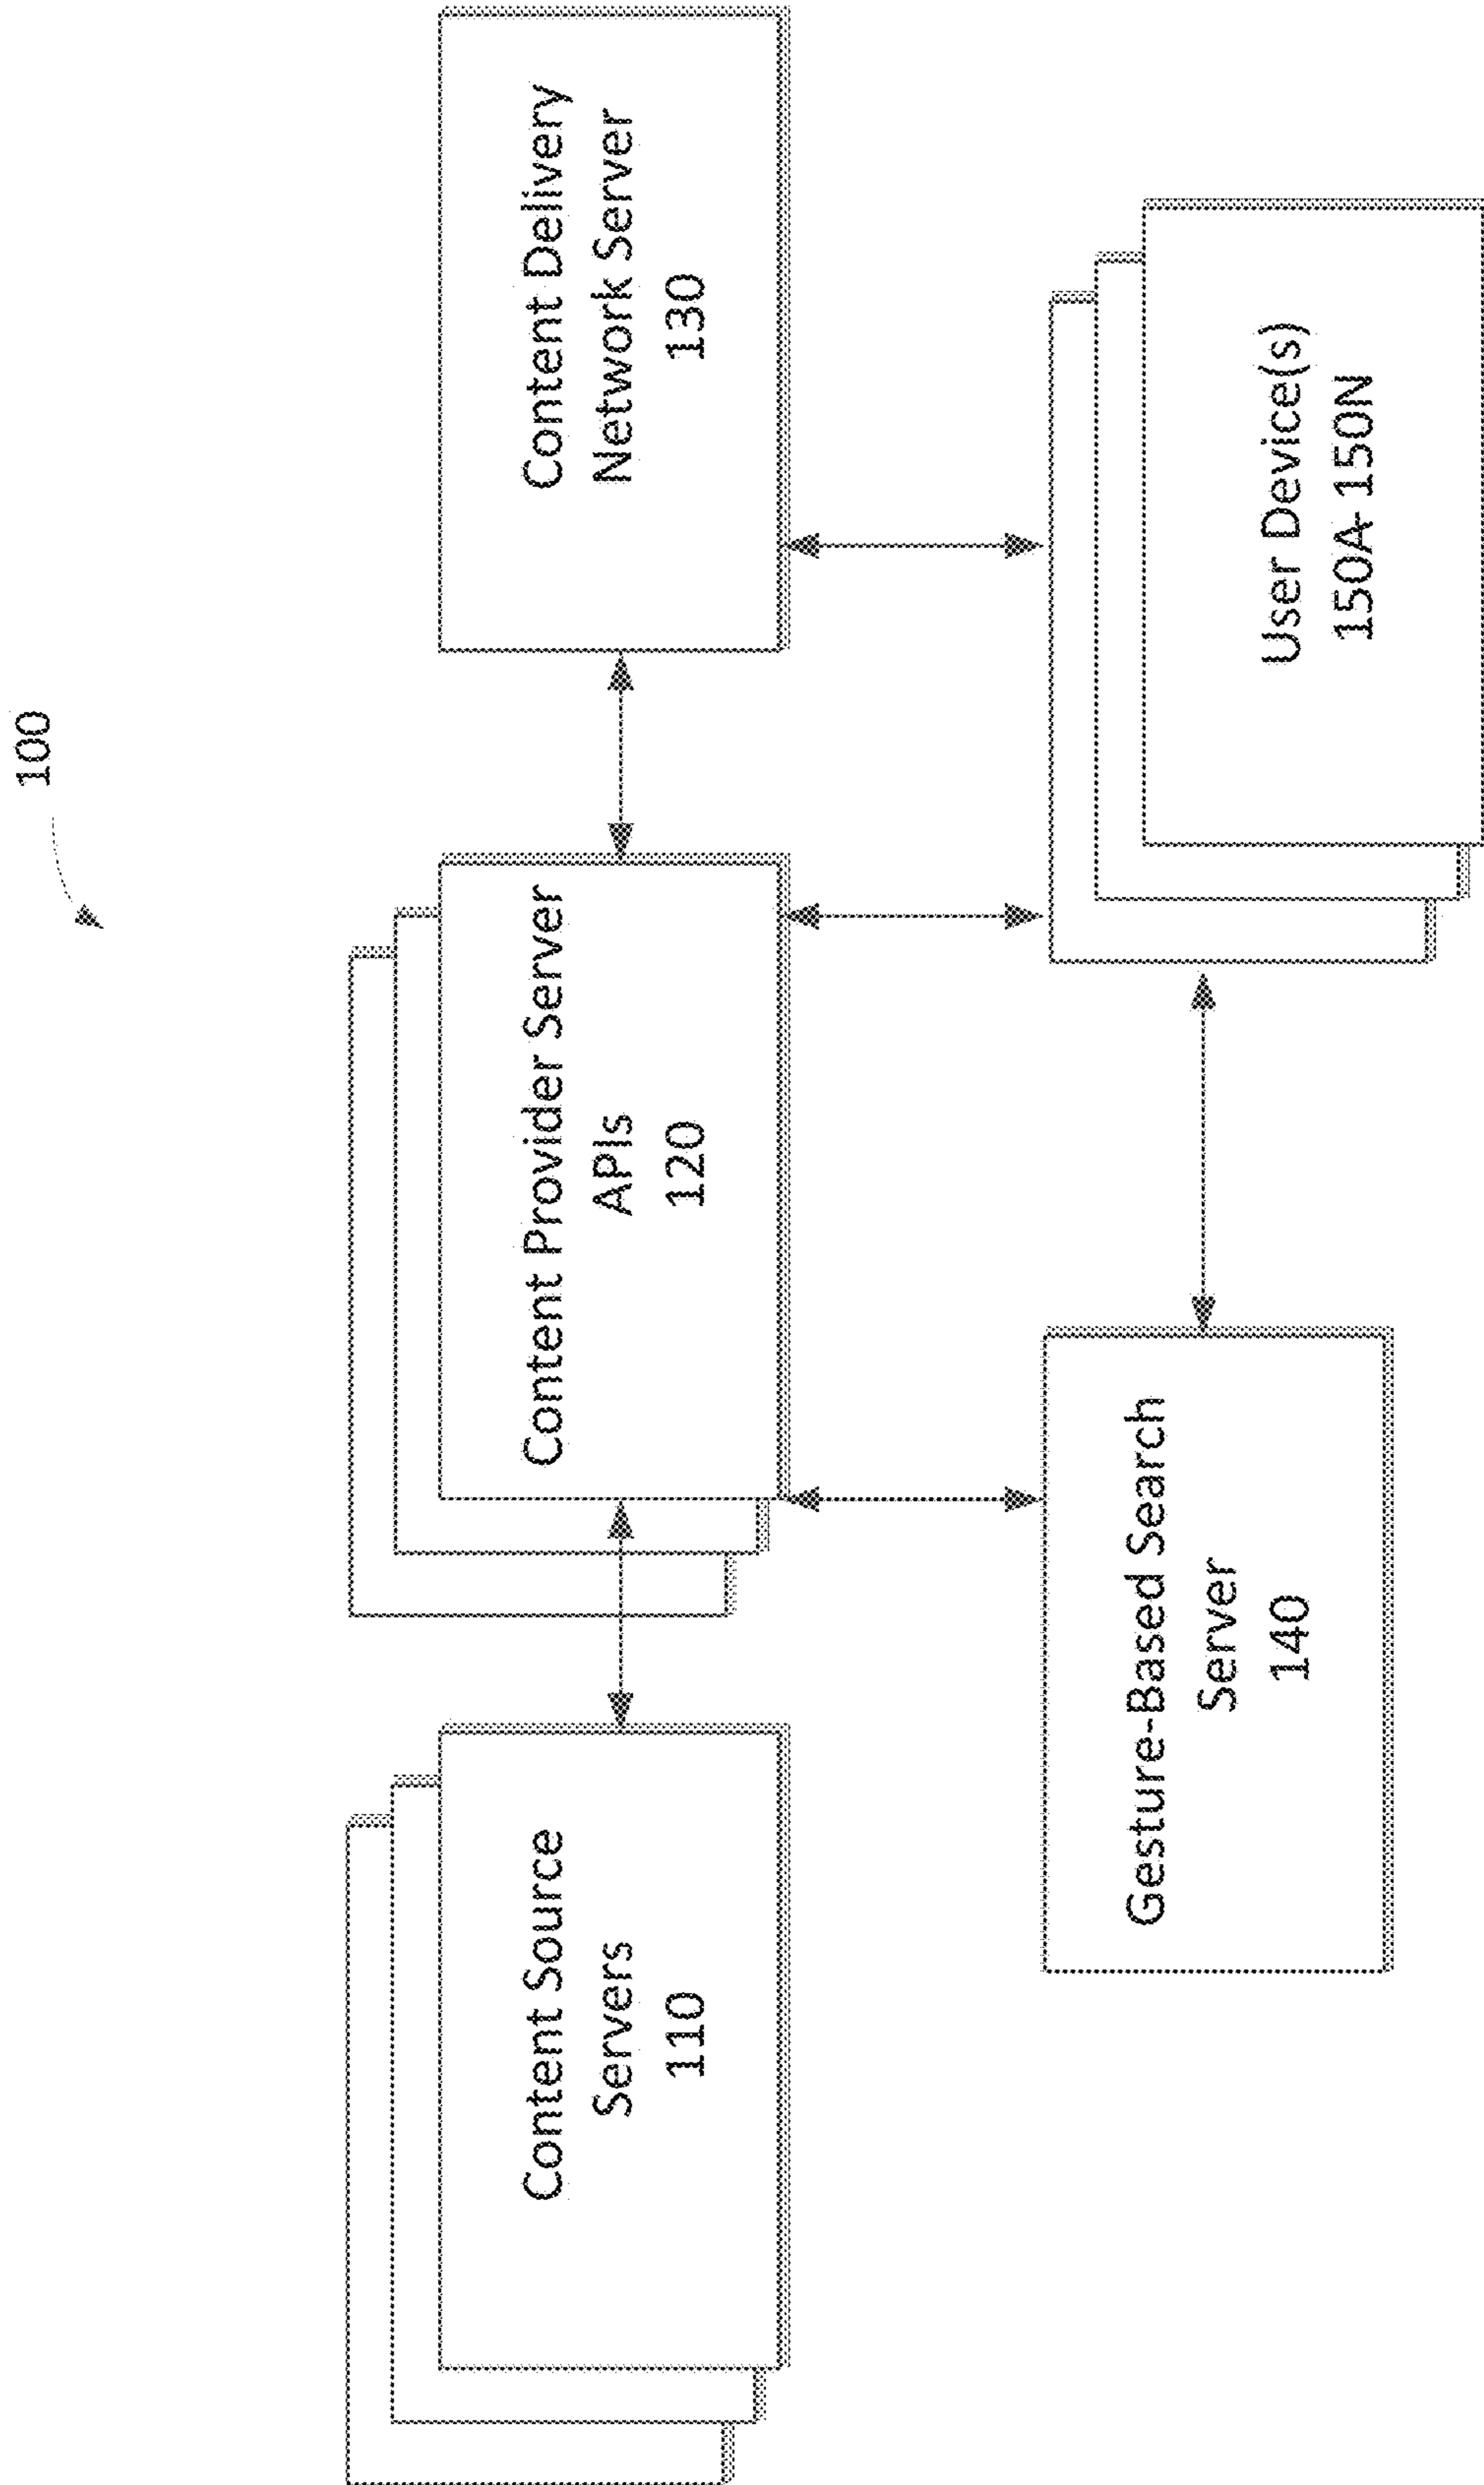 100
Content Source
Servers
110
Content Provider Server
APIs
120
Content Delivery
Network Server
130
Gesture-Based Search
Server
140
User Device(s)
150A- 150N